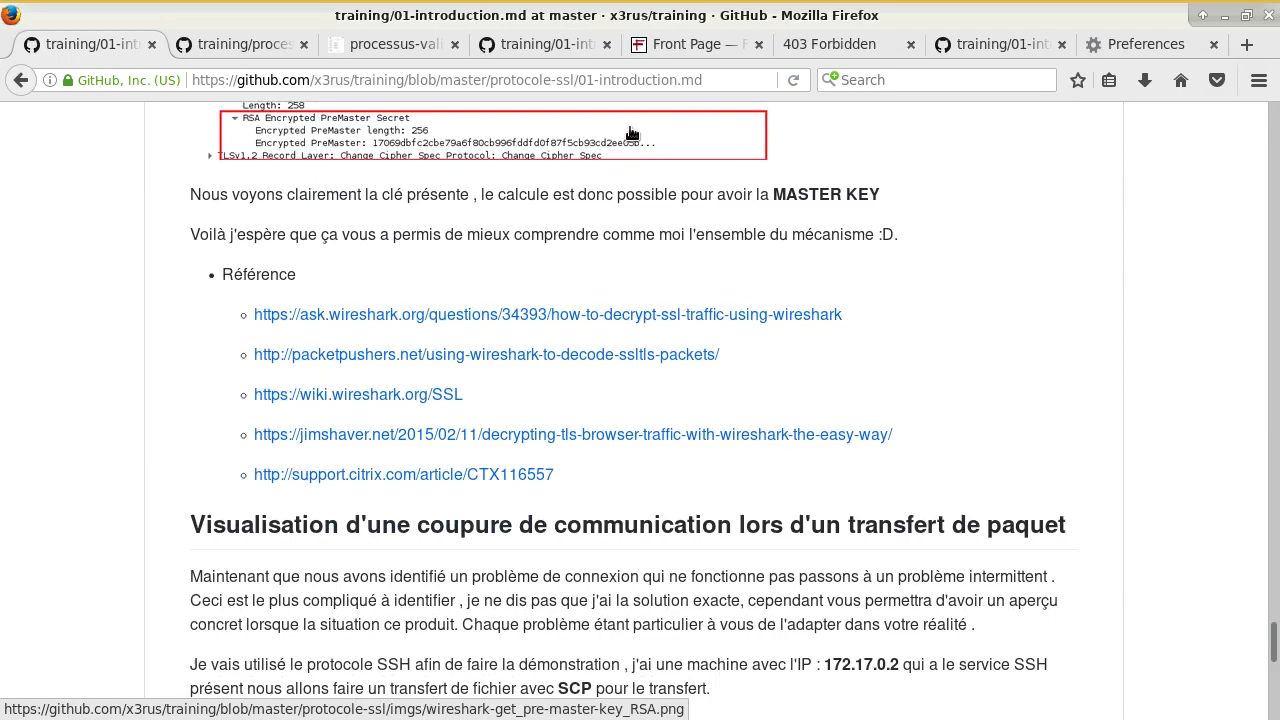 training/01-introduction.md at master · x3rus/training · GitHub - Mozilla Firefox
training/01-int
training/proces
processus-vali
training/01-int
Front Page — F
403 Forbidden
training/01-int
Preferences
GitHub, Inc. (US)
https://github.com/x3rus/training/blob/master/protocole-ssl/01-introduction.md
Search
Length: 258
RSA Encrypted PreMaster Secret
Encrypted PreMaster length: 256
Encrypted PreMaster: 17069dbfc2cbe79a6f80cb996fddfd0f87f5cb93cd2ee05b...
TLSv1.2 Record Layer: Change Cipher Spec Protocol: Change Cipher Spec
Nous voyons clairement la clé présente , le calcule est donc possible pour avoir la MASTER KEY
Voilà j'espère que ça vous a permis de mieux comprendre comme moi l'ensemble du mécanisme :D.
Référence
https://ask.wireshark.org/questions/34393/how-to-decrypt-ssl-traffic-using-wireshark
http://packetpushers.net/using-wireshark-to-decode-ssltls-packets/
https://wiki.wireshark.org/SSL
https://jimshaver.net/2015/02/11/decrypting-tls-browser-traffic-with-wireshark-the-easy-way/
http://support.citrix.com/article/CTX116557
Visualisation d'une coupure de communication lors d'un transfert de paquet
Maintenant que nous avons identifié un problème de connexion qui ne fonctionne pas passons à un problème intermittent .
Ceci est le plus compliqué à identifier , je ne dis pas que j'ai la solution exacte, cependant vous permettra d'avoir un aperçu
concret lorsque la situation ce produit. Chaque problème étant particulier à vous de l'adapter dans votre réalité .
Je vais utilisé le protocole SSH afin de faire la démonstration , j'ai une machine avec l'IP : 172.17.0.2 qui a le service SSH
présent nous allons faire un transfert de fichier avec SCP pour le transfert.
https://github.com/x3rus/training/blob/master/protocole-ssl/imgs/wireshark-get_pre-master-key_RSA.png